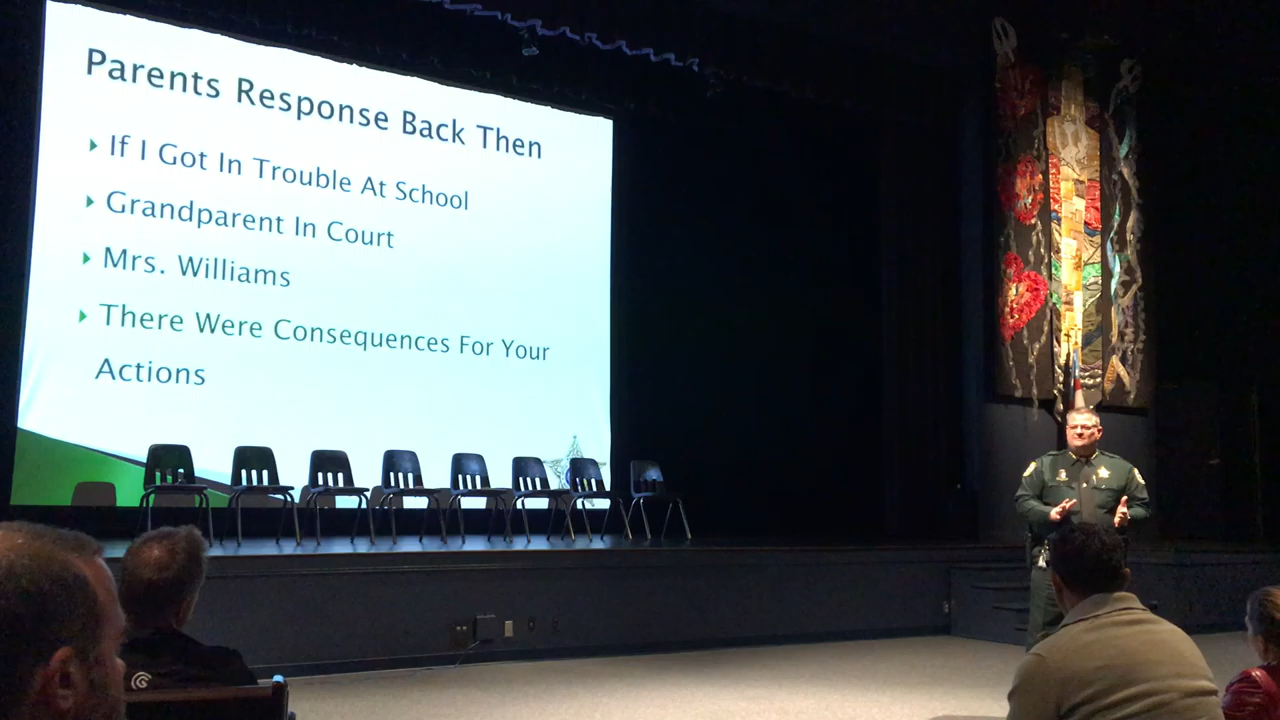 Parents Response Back Then
If I Got In Trouble At School
Grandparent In Court
Mrs. Williams
There Were Consequences For Your
Actions